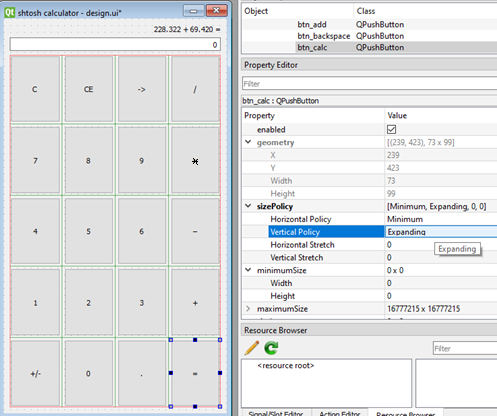 Qt shtosh calculator - design.ui*
228.322 + 69.420 =
0
C CE -> /
7 8 9 *
4 5 6 −
1 2 3 +
+/- 0 . =
Object Class
btn_add QPushButton
btn_backspace QPushButton
btn_calc QPushButton
Property Editor
Filter
btn_calc : QPushButton
Property Value
enabled
geometry [(239, 423), 73 x 99]
X 239
Y 423
Width 73
Height 99
sizePolicy [Minimum, Expanding, 0, 0]
Horizontal Policy Minimum
Vertical Policy Expanding
Expanding
Horizontal Stretch 0
Vertical Stretch 0
minimumSize 0 x 0
Width 0
Height 0
maximumSize 16777215 x 16777215
Resource Browser
Filter
<resource root>
Signal/Slot Editor Action Editor Resource Browser